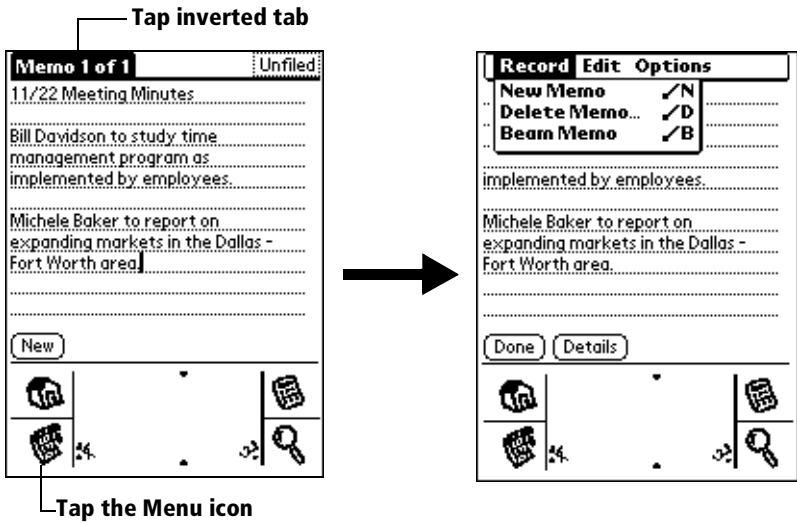 Tap inverted tab
Memo 1 of 1 Unfiled
11/22 Meeting Minutes
Bill Davidson to study time
management program as
implemented by employees.
Michele Baker to report on
expanding markets in the Dallas -
Fort Worth area.
New
Tap the Menu icon
Record Edit Options
New Memo /N
Delete Memo... /D
Beam Memo /B
implemented by employees.
Michele Baker to report on
expanding markets in the Dallas -
Fort Worth area.
Done Details